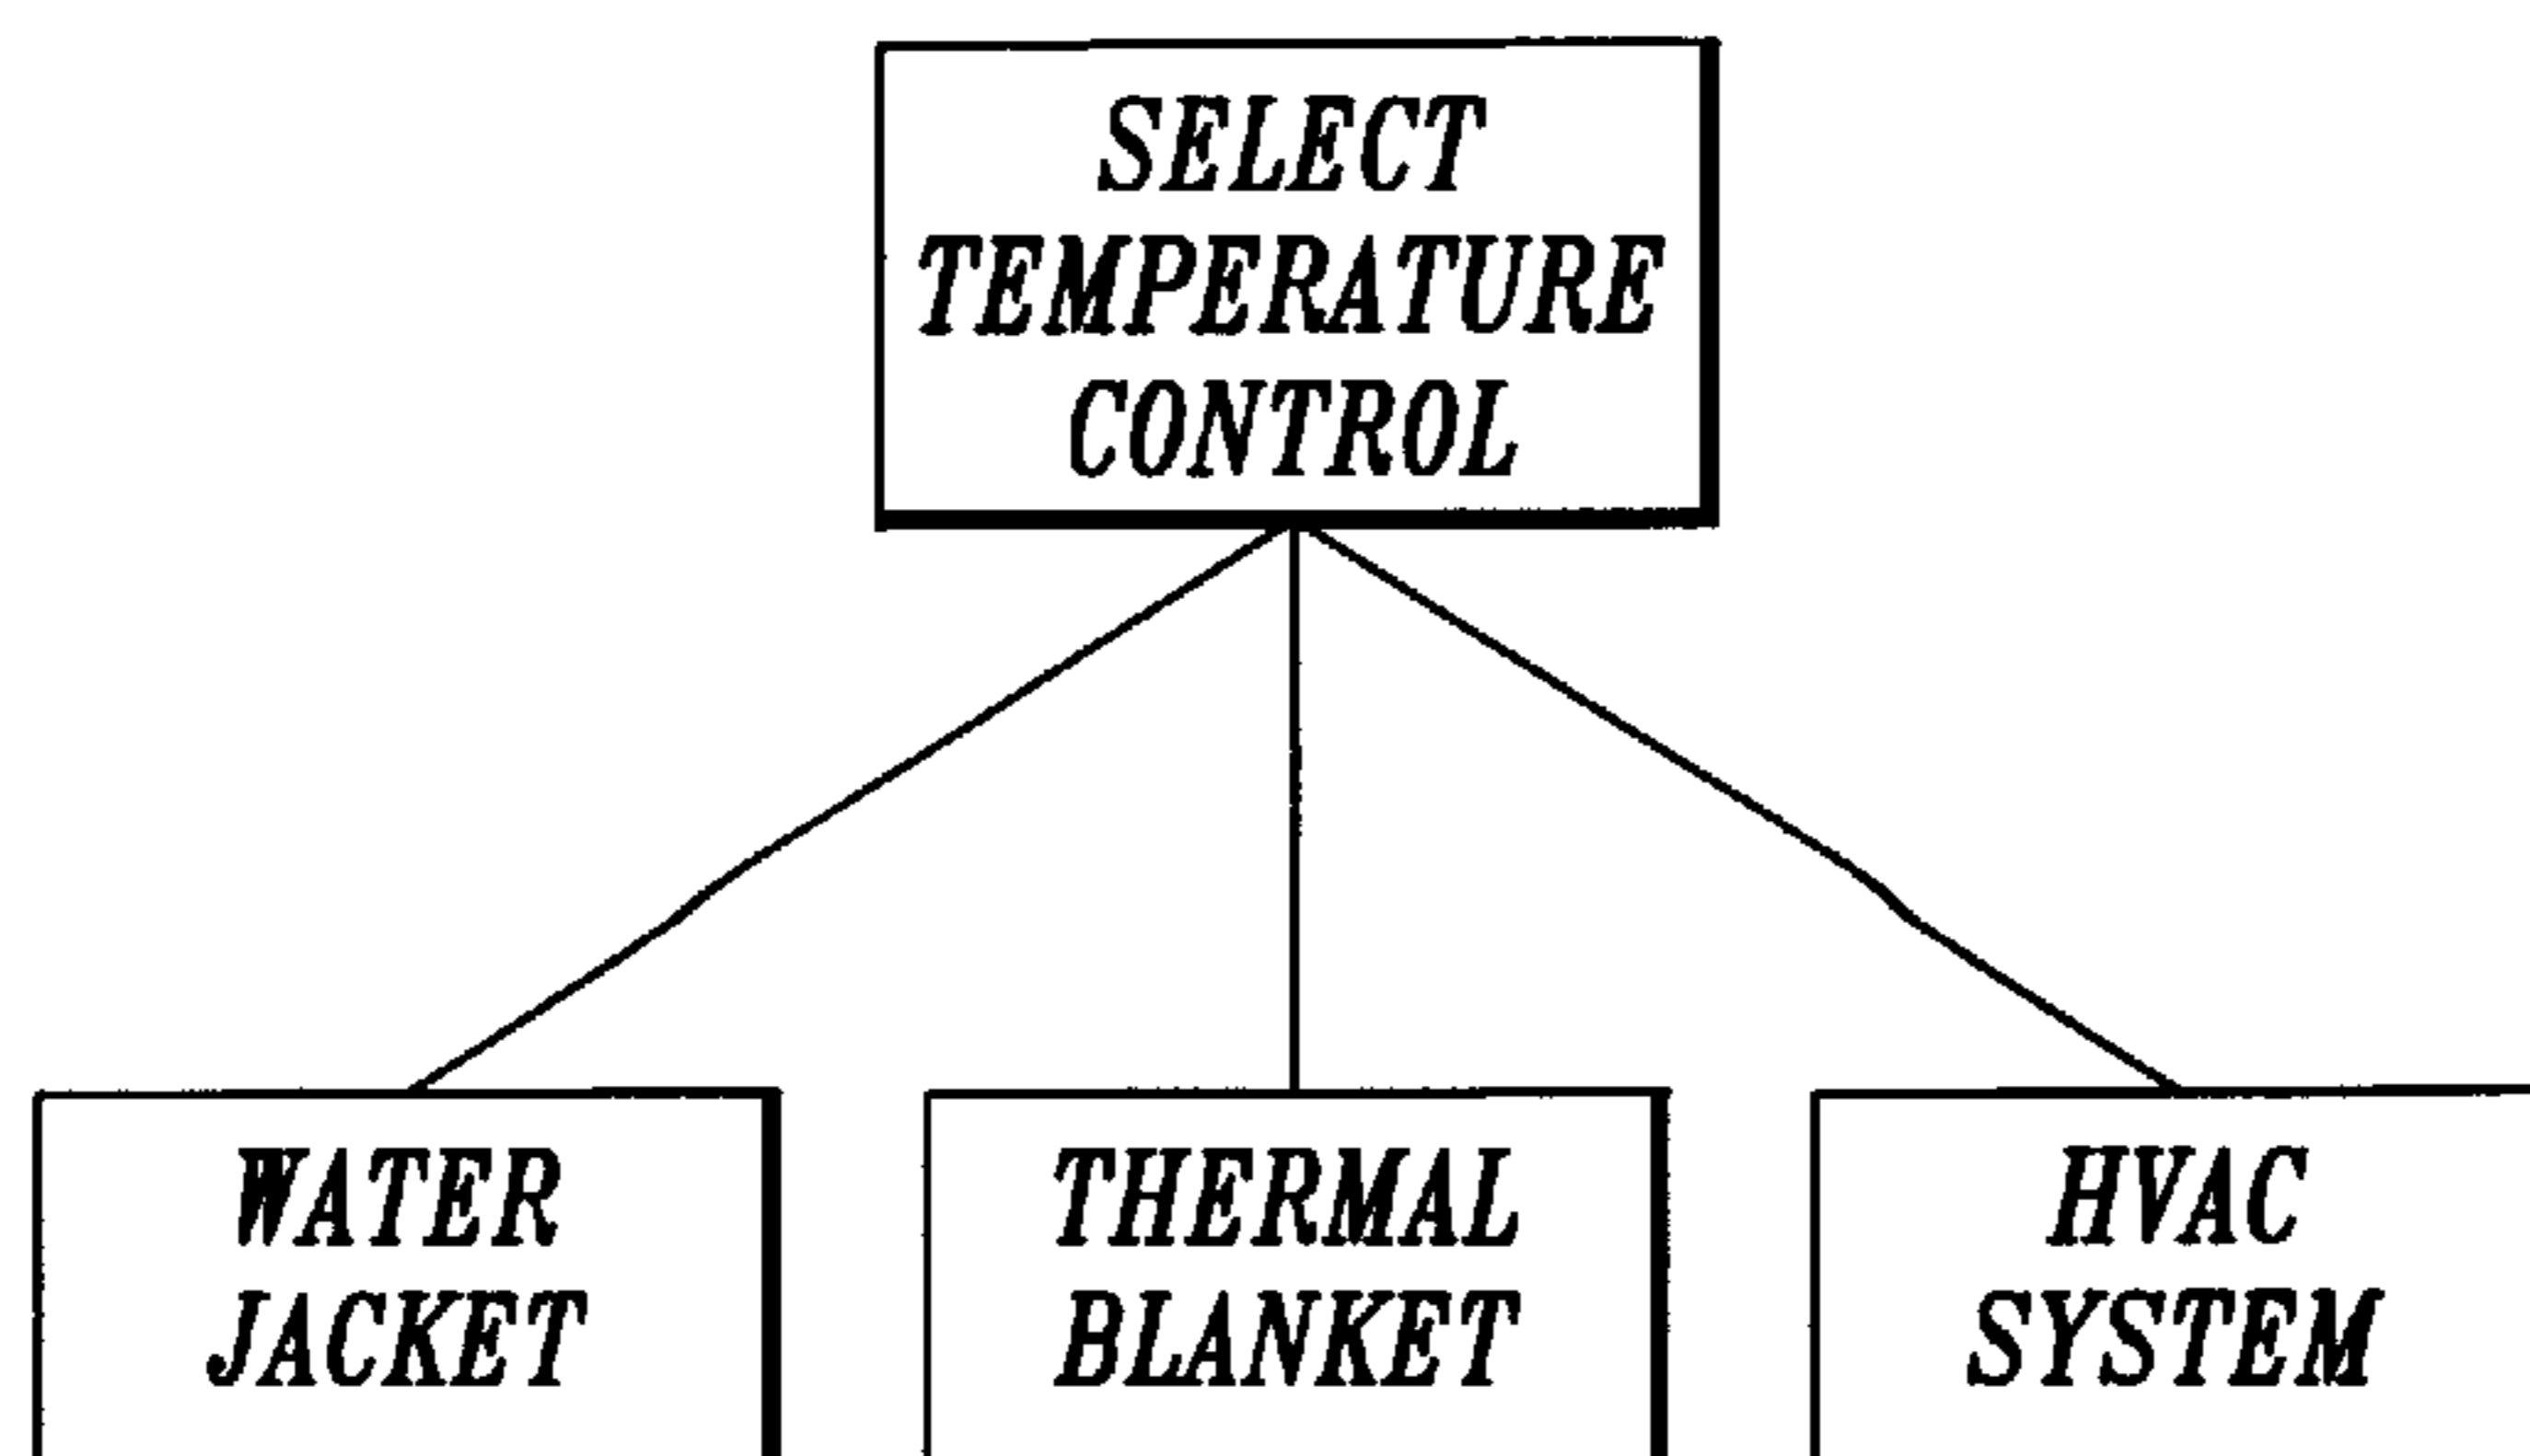 SELECT
TEMPERATURE
CONTROL
WATER
JACKET
THERMAL
BLANKET
HVAC
SYSTEM